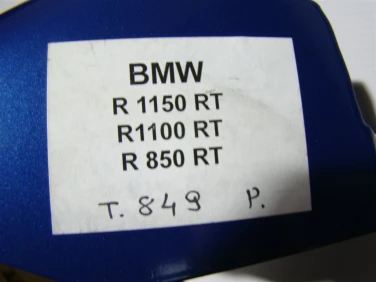 BMW
R 1150 RT
R1100 RT
R 850 RT
T. 849 P.